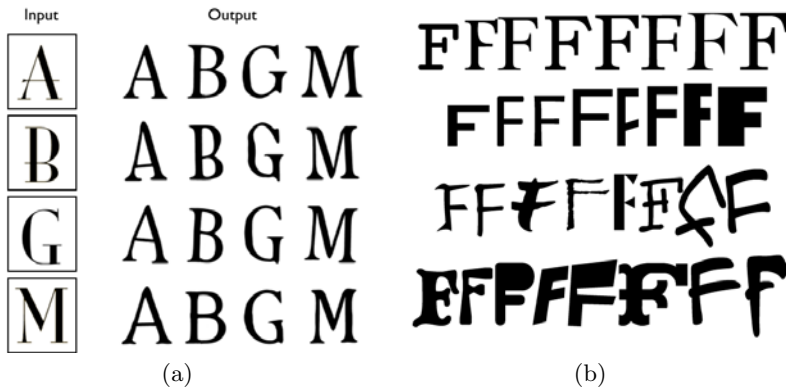 Input Output
A A B G M
B A B G M
G A B G M
M A B G M
(a)
F F F F F F F F
F F F F F F F F
F F F F F F F F
F F F F F F F F
(b)